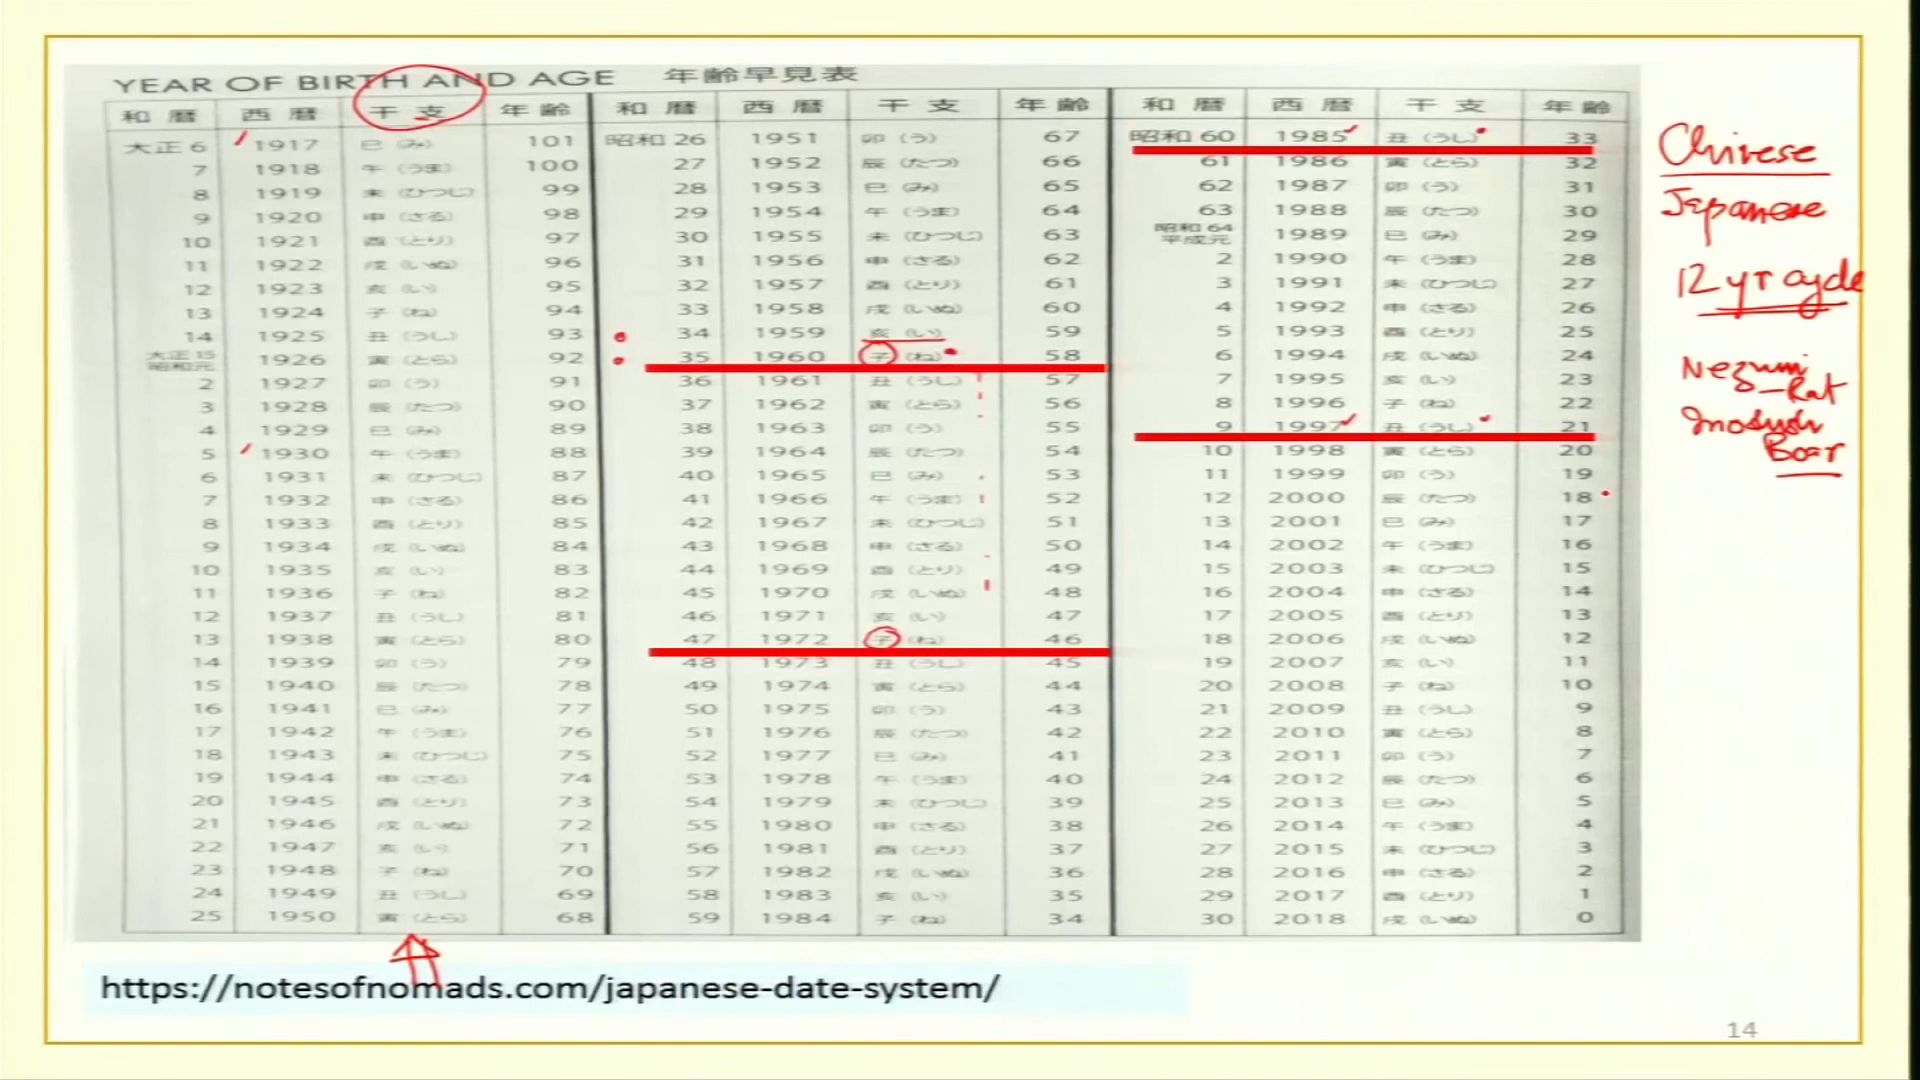 YEAR OF BIRTH AND AGE 年齢早見表
和暦 西暦 干支 年齢 和暦 西暦 干支 年齢 和暦 西暦 干支 年齢
大正6 1917 巳(み) 101 昭和26 1951 卯(う) 67 昭和60 1985 丑(うし) 33
7 1918 午(うま) 100 27 1952 辰(たつ) 66 61 1986 寅(とら) 32
8 1919 未(ひつじ) 99 28 1953 巳(み) 65 62 1987 卯(う) 31
9 1920 申(さる) 98 29 1954 午(うま) 64 63 1988 辰(たつ) 30
10 1921 酉(とり) 97 30 1955 未(ひつじ) 63 昭和64 平成元 1989 巳(み) 29
11 1922 戌(いぬ) 96 31 1956 申(さる) 62 2 1990 午(うま) 28
12 1923 亥(い) 95 32 1957 酉(とり) 61 3 1991 未(ひつじ) 27
13 1924 子(ね) 94 33 1958 戌(いぬ) 60 4 1992 申(さる) 26
14 1925 丑(うし) 93 34 1959 亥(い) 59 5 1993 酉(とり) 25
大正15 昭和元 1926 寅(とら) 92 35 1960 子(ね) 58 6 1994 戌(いぬ) 24
2 1927 卯(う) 91 36 1961 丑(うし) 57 7 1995 亥(い) 23
3 1928 辰(たつ) 90 37 1962 寅(とら) 56 8 1996 子(ね) 22
4 1929 巳(み) 89 38 1963 卯(う) 55 9 1997 丑(うし) 21
5 1930 午(うま) 88 39 1964 辰(たつ) 54 10 1998 寅(とら) 20
6 1931 未(ひつじ) 87 40 1965 巳(み) 53 11 1999 卯(う) 19
7 1932 申(さる) 86 41 1966 午(うま) 52 12 2000 辰(たつ) 18
8 1933 酉(とり) 85 42 1967 未(ひつじ) 51 13 2001 巳(み) 17
9 1934 戌(いぬ) 84 43 1968 申(さる) 50 14 2002 午(うま) 16
10 1935 亥(い) 83 44 1969 酉(とり) 49 15 2003 未(ひつじ) 15
11 1936 子(ね) 82 45 1970 戌(いぬ) 48 16 2004 申(さる) 14
12 1937 丑(うし) 81 46 1971 亥(い) 47 17 2005 酉(とり) 13
13 1938 寅(とら) 80 47 1972 子(ね) 46 18 2006 戌(いぬ) 12
14 1939 卯(う) 79 48 1973 丑(うし) 45 19 2007 亥(い) 11
15 1940 辰(たつ) 78 49 1974 寅(とら) 44 20 2008 子(ね) 10
16 1941 巳(み) 77 50 1975 卯(う) 43 21 2009 丑(うし) 9
17 1942 午(うま) 76 51 1976 辰(たつ) 42 22 2010 寅(とら) 8
18 1943 未(ひつじ) 75 52 1977 巳(み) 41 23 2011 卯(う) 7
19 1944 申(さる) 74 53 1978 午(うま) 40 24 2012 辰(たつ) 6
20 1945 酉(とり) 73 54 1979 未(ひつじ) 39 25 2013 巳(み) 5
21 1946 戌(いぬ) 72 55 1980 申(さる) 38 26 2014 午(うま) 4
22 1947 亥(い) 71 56 1981 酉(とり) 37 27 2015 未(ひつじ) 3
23 1948 子(ね) 70 57 1982 戌(いぬ) 36 28 2016 申(さる) 2
24 1949 丑(うし) 69 58 1983 亥(い) 35 29 2017 酉(とり) 1
25 1950 寅(とら) 68 59 1984 子(ね) 34 30 2018 戌(いぬ) 0
Chinese
Japanese
12 yr cycle
Nezumi
-Rat
Boar
https://notesofnomads.com/japanese-date-system/
14